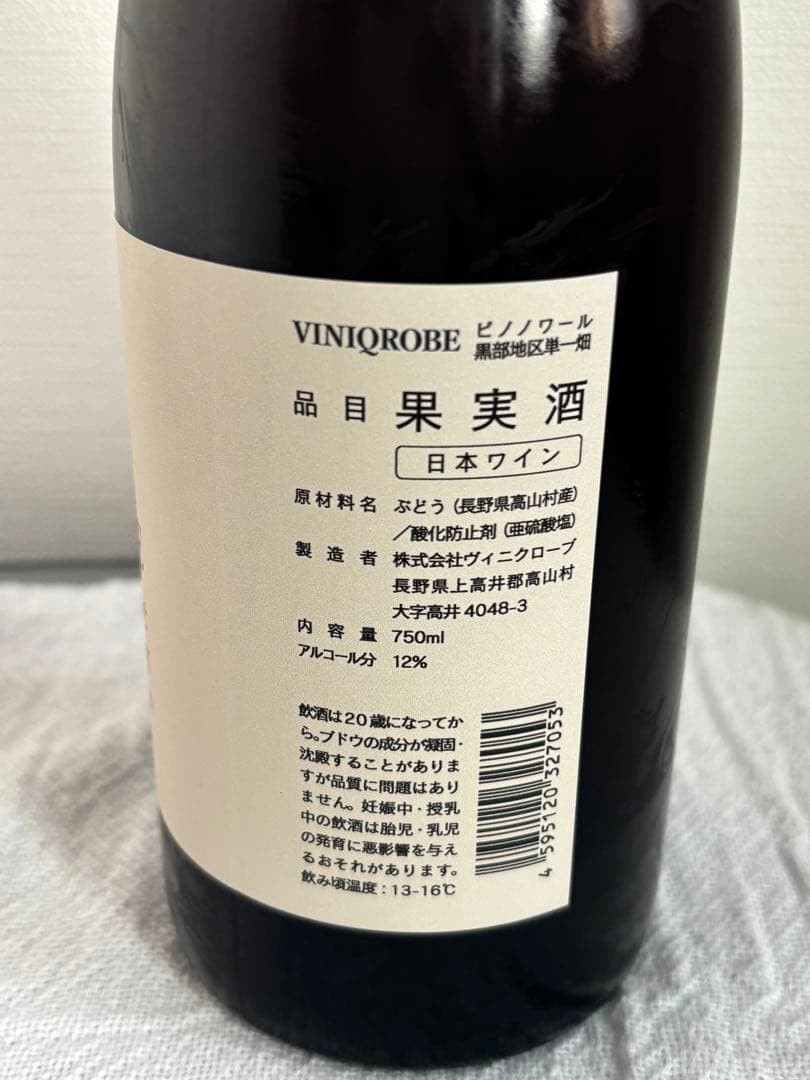 VINIQROBE ピノノワール
黒部地区単一畑
品目 果実酒
日本ワイン
原材料名 ぶどう(長野県高山村産)
/酸化防止剤(亜硫酸塩)
製造者 株式会社ヴィニクローブ
長野県上高井郡高山村
大字高井4048-3
内容量 750ml
アルコール分 12%
飲酒は20歳になってか
ら。ブドウの成分が凝固・
沈殿することがありま
すが品質に問題はあり
ません。妊娠中・授乳
中の飲酒は胎児・乳児
の発育に悪影響を与え
るおそれがあります。
飲み頃温度:13-16℃
4 595120 327053